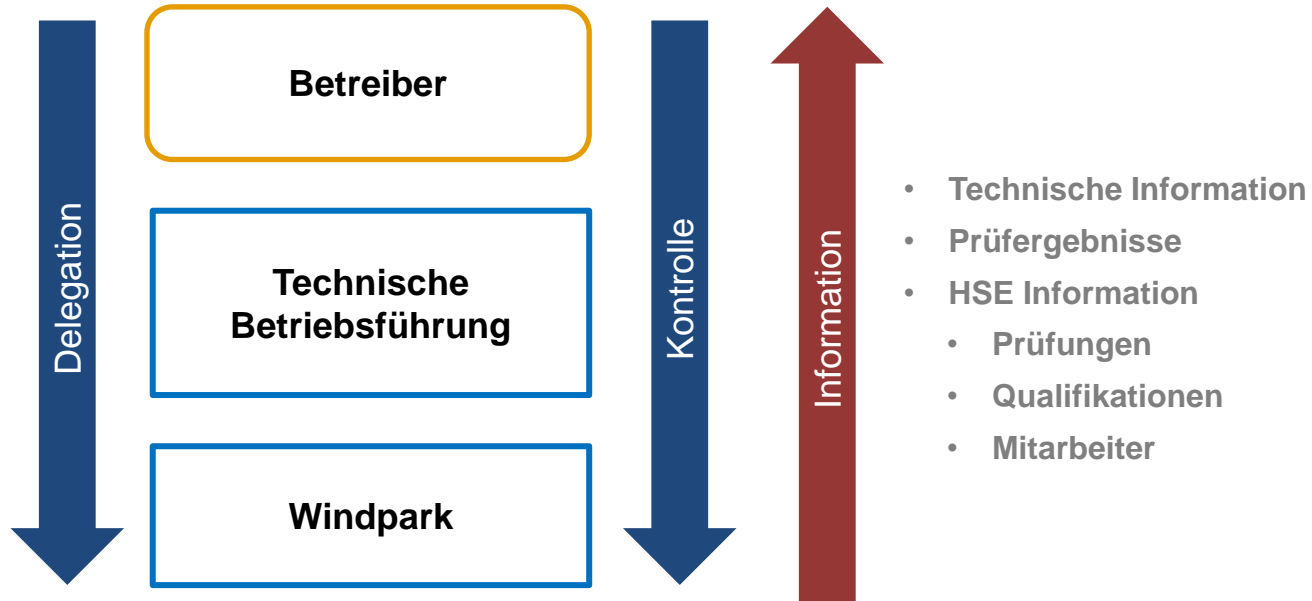 Delegation
Betreiber
Technische
Betriebsführung
Windpark
Kontrolle
Information
• Technische Information
• Prüfergebnisse
• HSE Information
• Prüfungen
• Qualifikationen
• Mitarbeiter